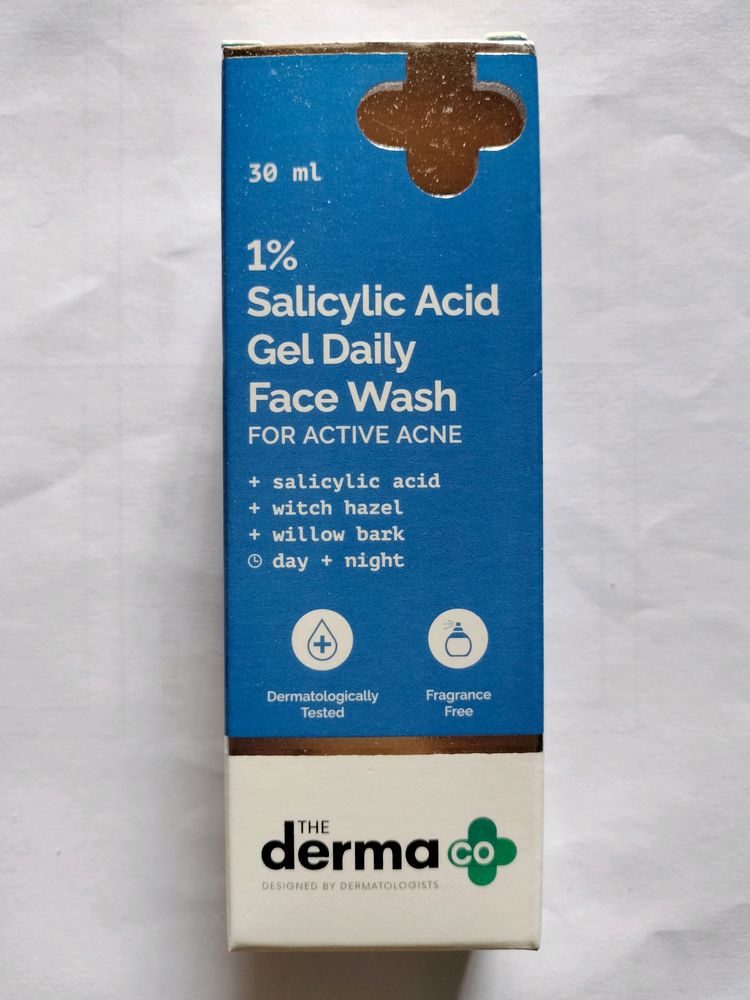 30 ml
1%
Salicylic Acid
Gel Daily
Face Wash
FOR ACTIVE ACNE
+ salicylic acid
+ witch hazel
+ willow bark
day + night
Dermatologically
Tested
Fragrance
Free
THE
derma co
DESIGNED BY DERMATOLOGISTS